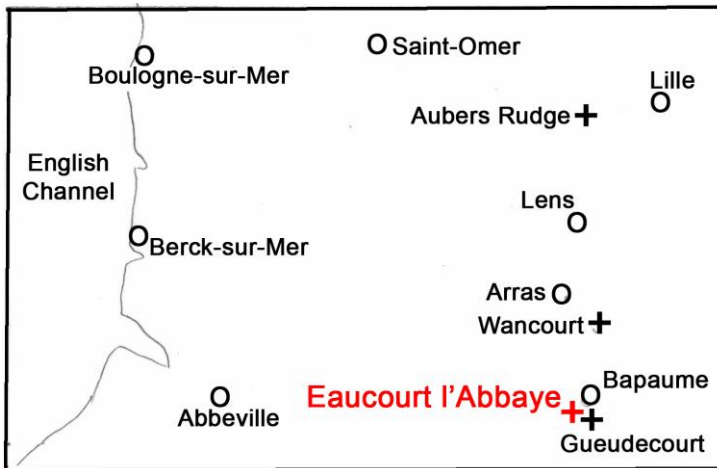 Saint-Omer
Boulogne-sur-Mer
Lille
Aubers Rudge
English
Channel
Lens
Berck-sur-Mer
Arras
Wancourt
Bapaume
Eaucourt l'Abbaye
Abbeville
Gueudecourt